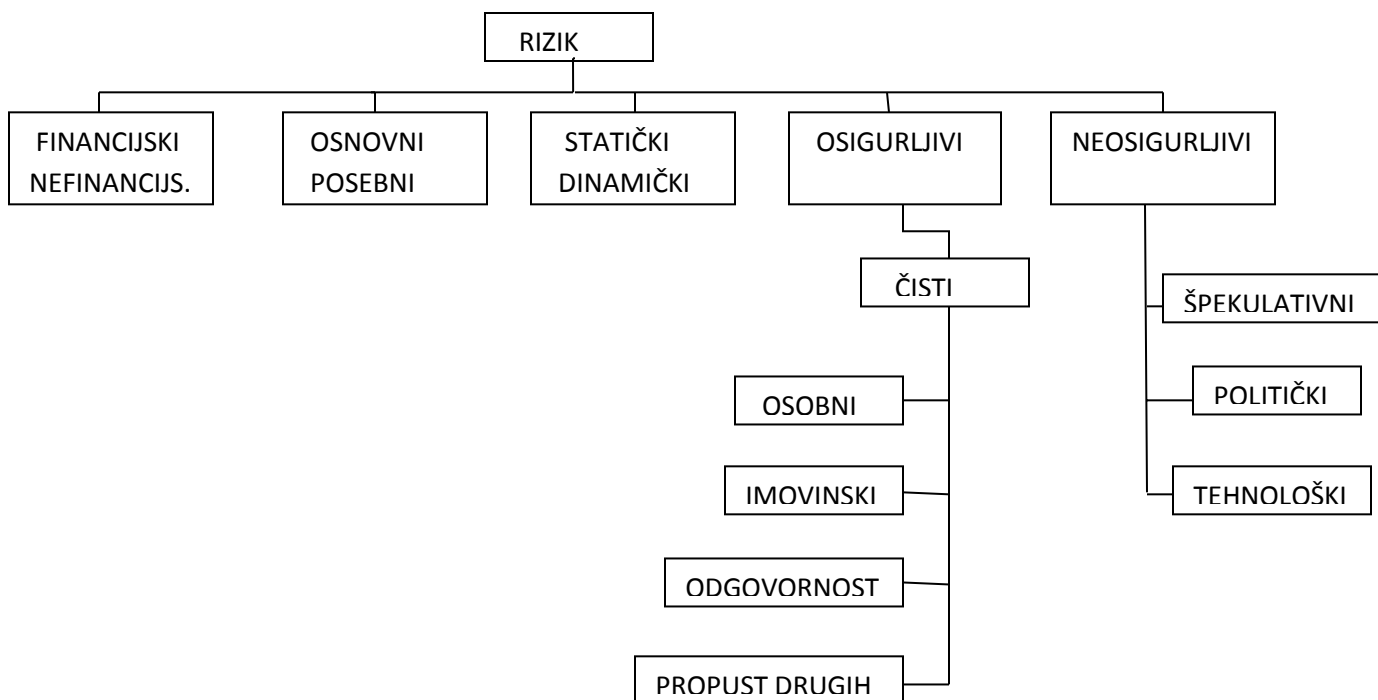 RIZIK
FINANCIJSKI
NEFINANCIJS.
OSNOVNI
POSEBNI
STATIČKI
DINAMIČKI
OSIGURLJIVI
NEOSIGURLJIVI
ČISTI
ŠPEKULATIVNI
OSOBNI
POLITIČKI
IMOVINSKI
TEHNOLOŠKI
ODGOVORNOST
PROPUST DRUGIH